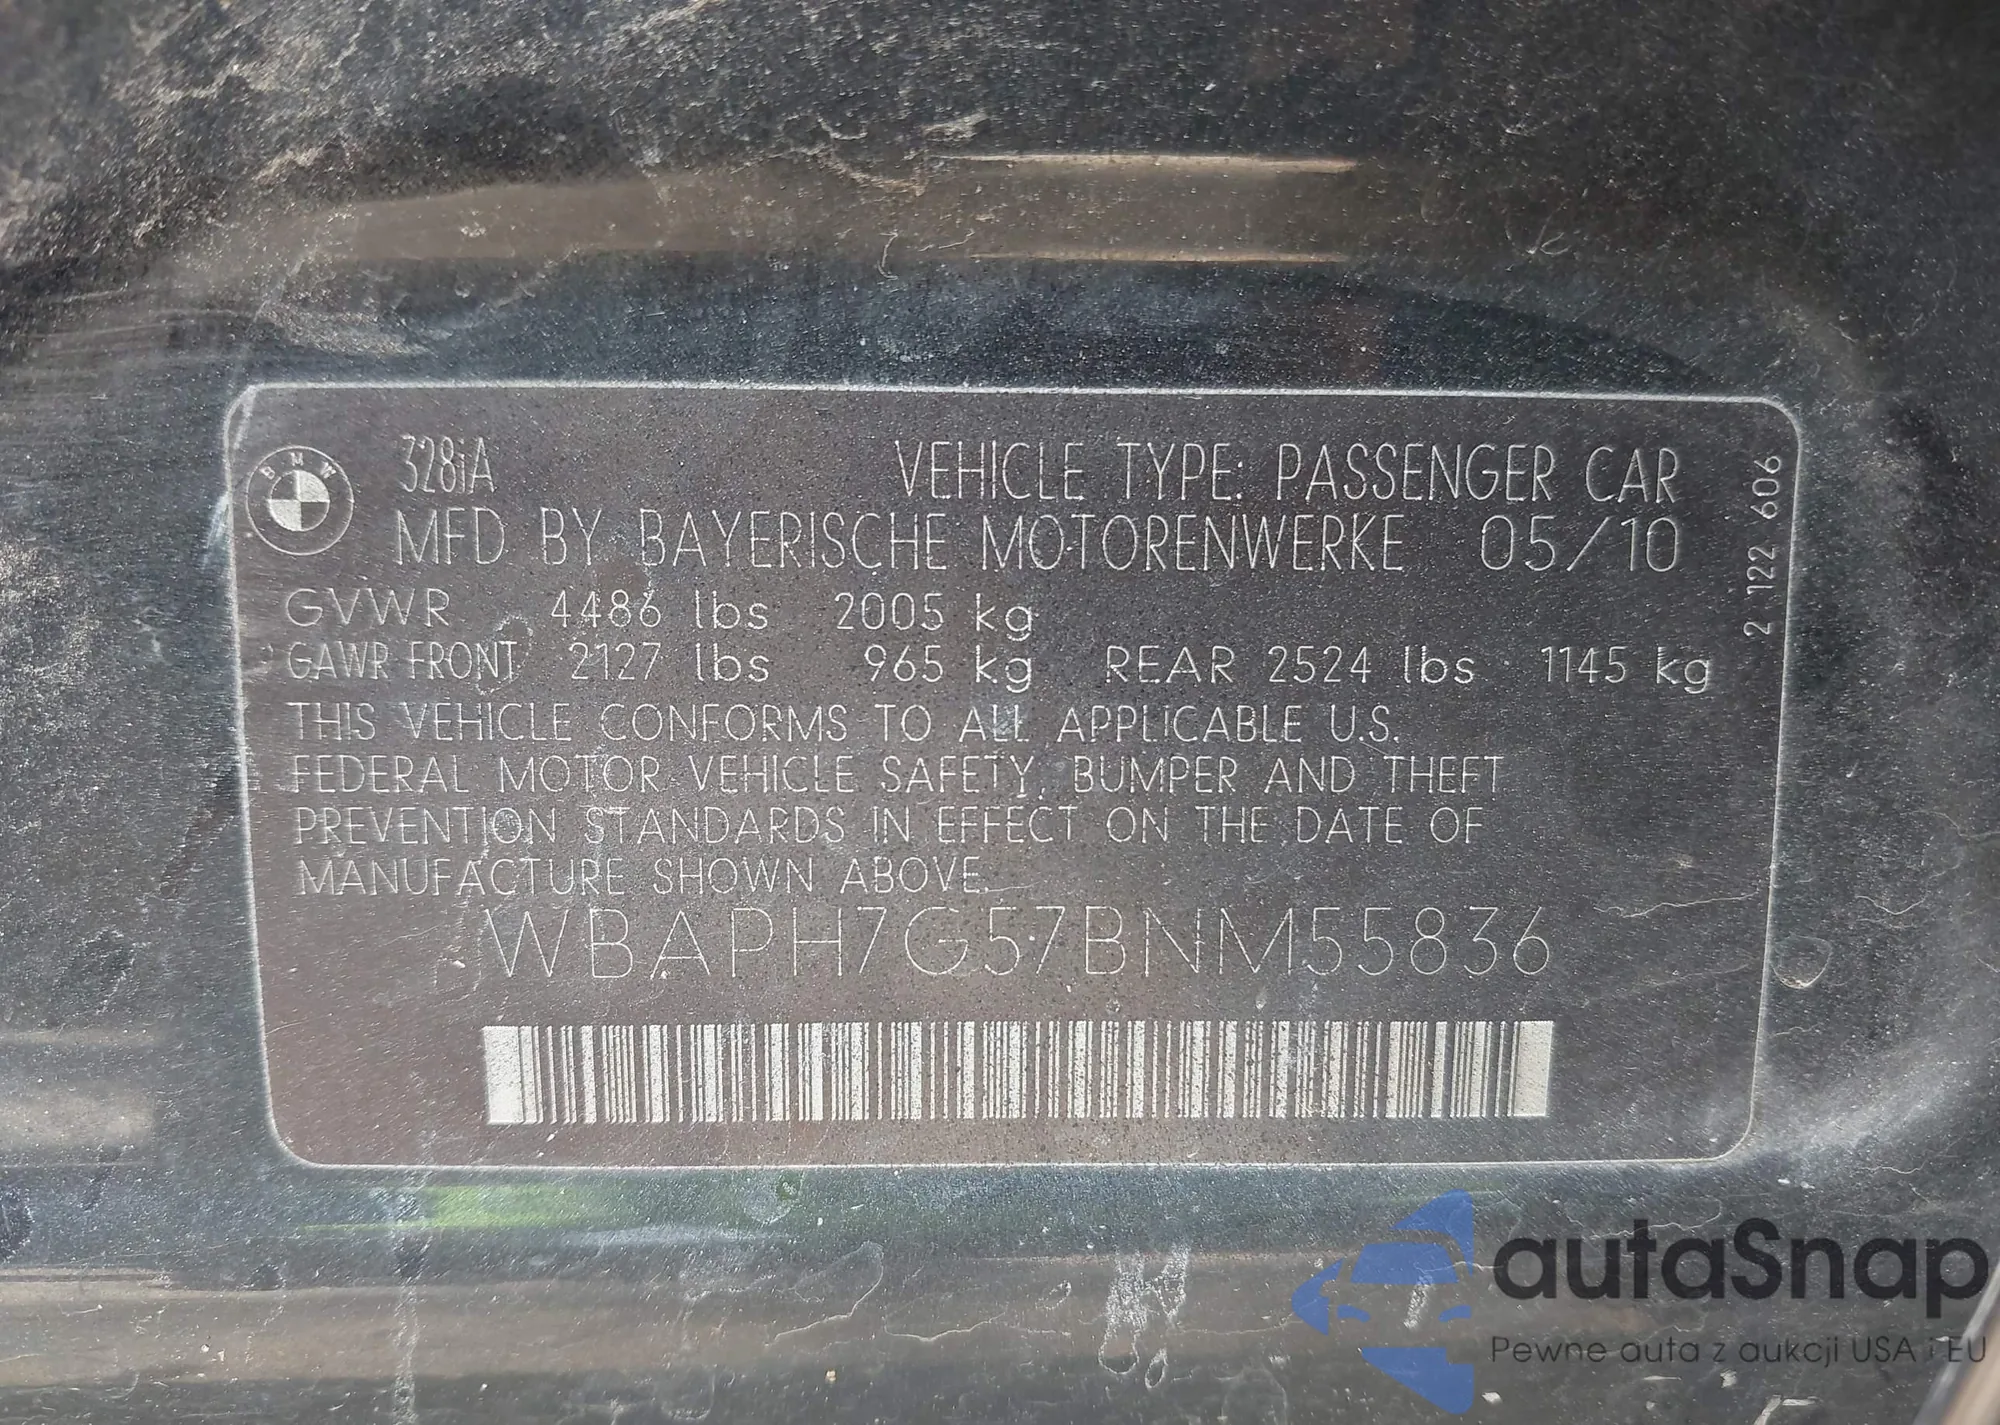 BMW
328iA VEHICLE TYPE: PASSENGER CAR
MFD BY BAYERISCHE MOTORENWERKE 05/10
GVWR 4486 lbs 2005 kg
GAWR FRONT 2127 lbs 965 kg REAR 2524 lbs 1145 kg
THIS VEHICLE CONFORMS TO ALL APPLICABLE U.S.
FEDERAL MOTOR VEHICLE SAFETY, BUMPER AND THEFT
PREVENTION STANDARDS IN EFFECT ON THE DATE OF
MANUFACTURE SHOWN ABOVE.
WBAPH7G57BNM55836
2 122 606
autaSnap
Pewne auta z aukcji USA i EU